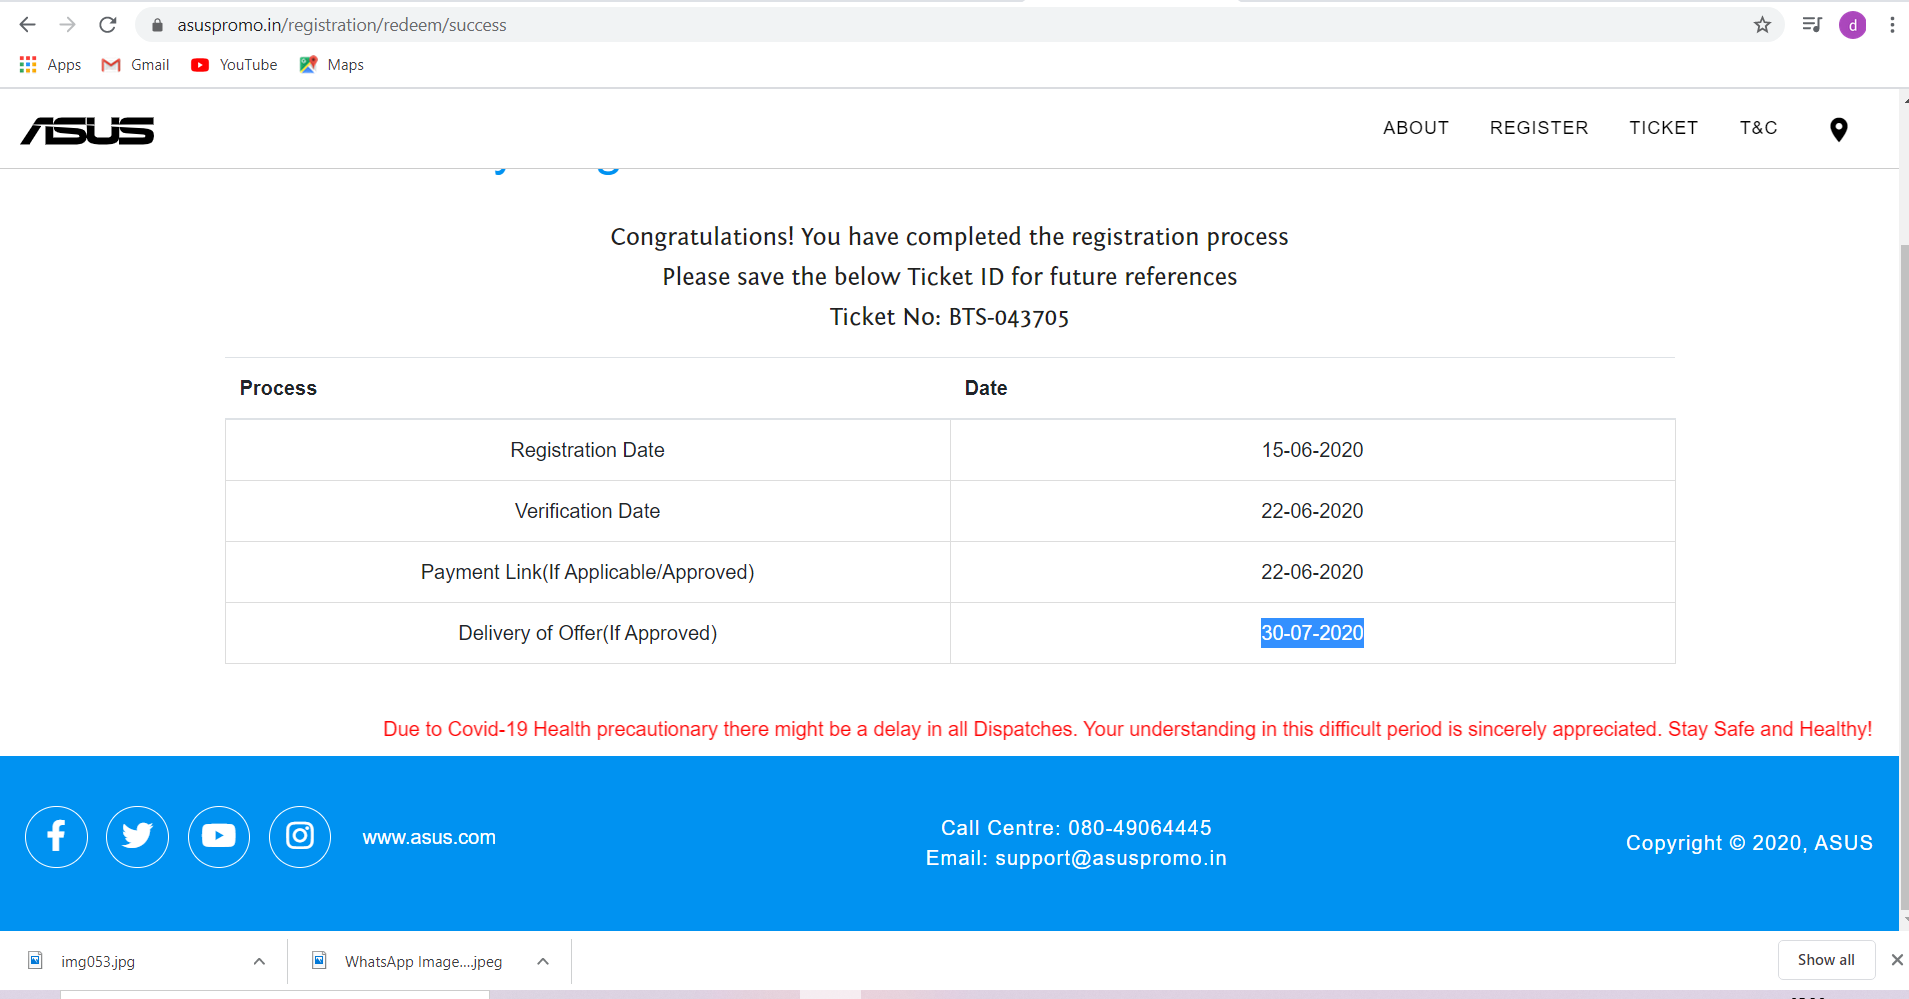 asuspromo.in/registration/redeem/success
d
Apps Gmail YouTube Maps
ASUS
ABOUT REGISTER TICKET T&C
Congratulations! You have completed the registration process
Please save the below Ticket ID for future references
Ticket No: BTS-043705
Process Date
Registration Date 15-06-2020
Verification Date 22-06-2020
Payment Link(If Applicable/Approved) 22-06-2020
Delivery of Offer(If Approved) 30-07-2020
Due to Covid-19 Health precautionary there might be a delay in all Dispatches. Your understanding in this difficult period is sincerely appreciated. Stay Safe and Healthy!
www.asus.com
Call Centre: 080-49064445
Email: support@asuspromo.in
Copyright © 2020, ASUS
img053.jpg
WhatsApp Image....jpeg
Show all